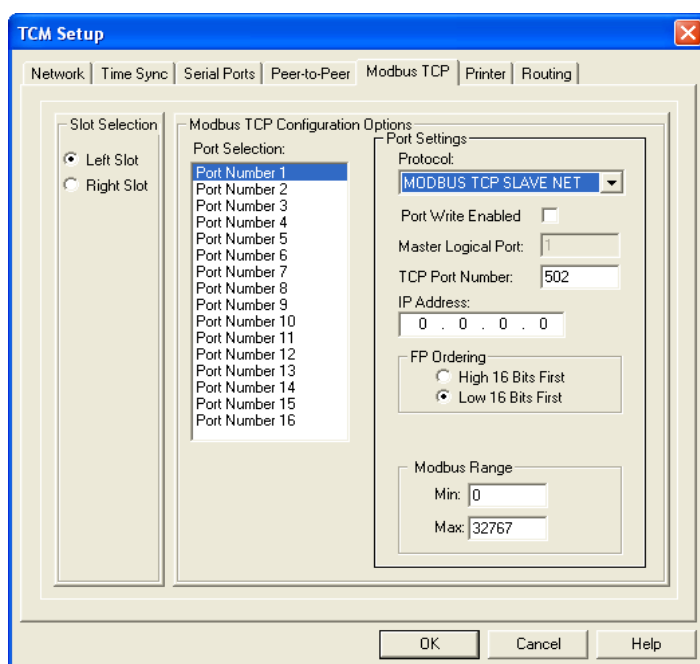 TCM Setup
Network Time Sync Serial Ports Peer-to-Peer Modbus TCP Printer Routing
Slot Selection
Left Slot
Right Slot
Modbus TCP Configuration Options
Port Selection:
Port Number 1
Port Number 2
Port Number 3
Port Number 4
Port Number 5
Port Number 6
Port Number 7
Port Number 8
Port Number 9
Port Number 10
Port Number 11
Port Number 12
Port Number 13
Port Number 14
Port Number 15
Port Number 16
Port Settings
Protocol:
MODBUS TCP SLAVE NET
Port Write Enabled
Master Logical Port: 1
TCP Port Number: 502
IP Address:
0 . 0 . 0 . 0
FP Ordering
High 16 Bits First
Low 16 Bits First
Modbus Range
Min: 0
Max: 32767
OK Cancel Help